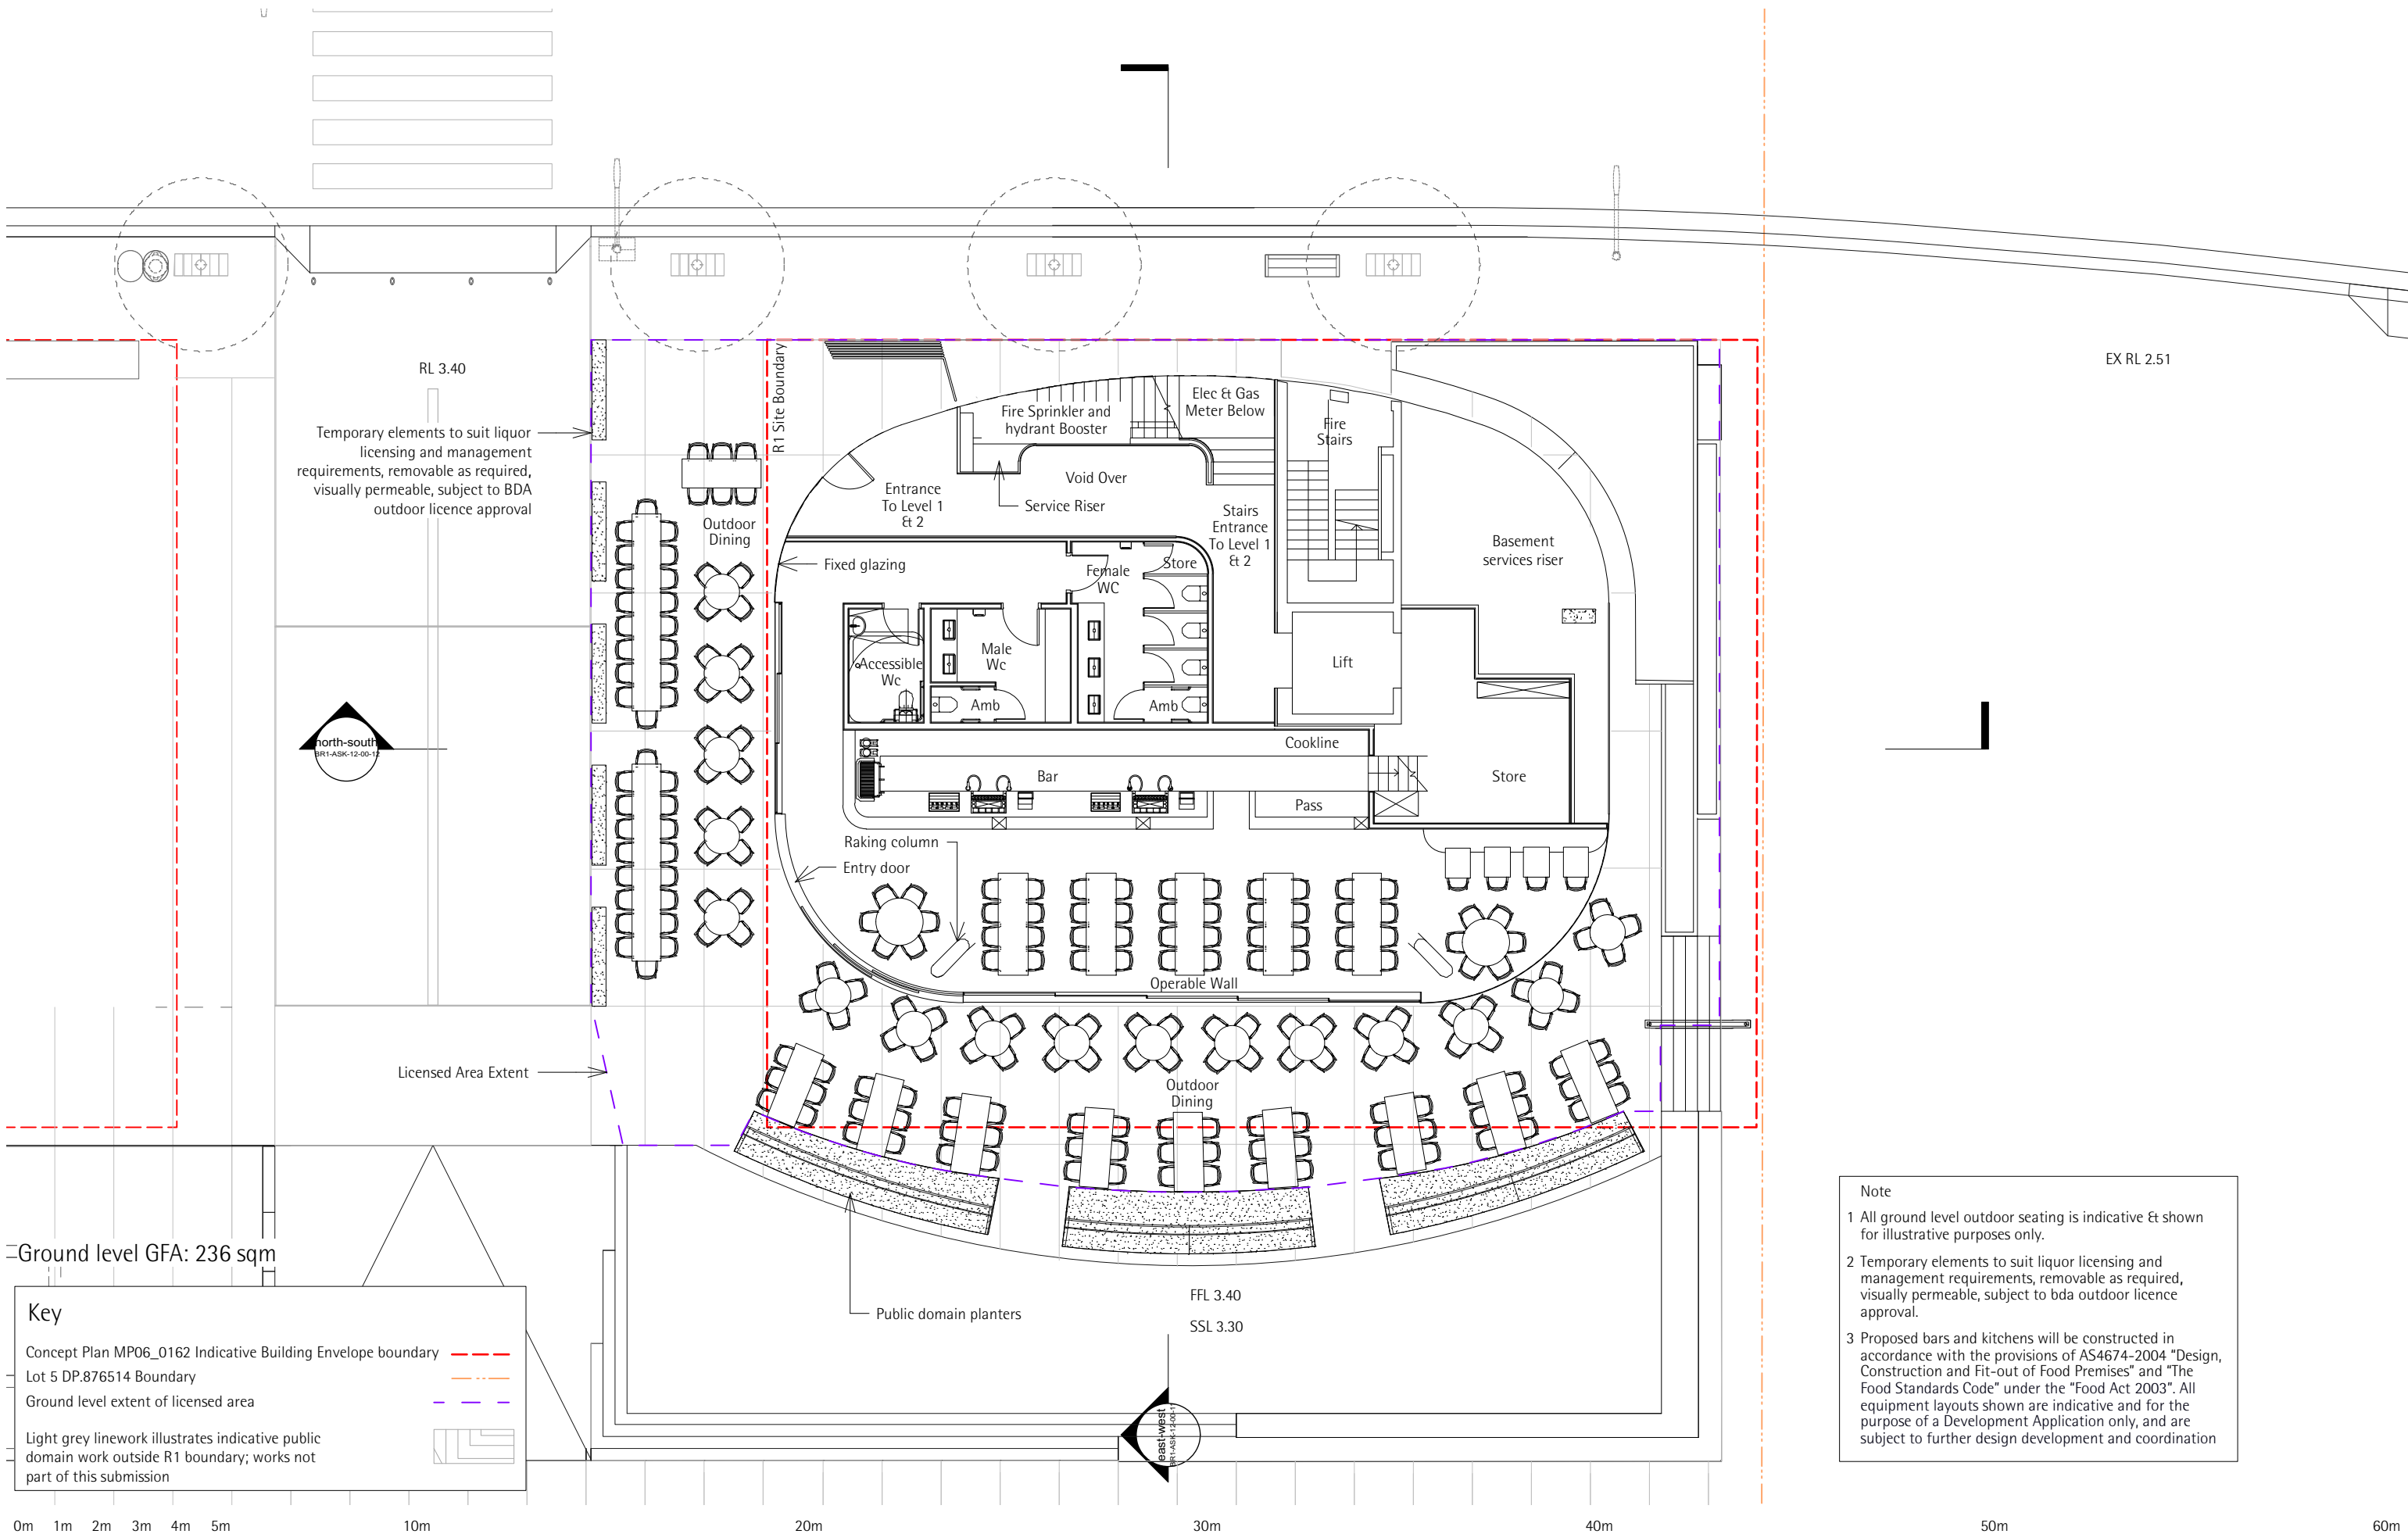 RL 3.40
EX RL 2.51
R1 Site Boundary
Temporary elements to suit liquor
licensing and management
requirements, removable as required,
visually permeable, subject to BDA
outdoor licence approval
Fire Sprinkler and
hydrant Booster
Elec & Gas
Meter Below
Fire
Stairs
Void Over
Entrance
To Level 1
& 2
Service Riser
Stairs
Entrance
To Level 1
& 2
Outdoor
Dining
Basement
services riser
Fixed glazing
Female
WC
Store
Accessible
Wc
Male
Wc
Lift
Amb
Amb
north-south
BR1-ASK-12-00-12
Cookline
Bar
Store
Pass
Raking column
Entry door
Operable Wall
Licensed Area Extent
Outdoor
Dining
Note
1 All ground level outdoor seating is indicative & shown
for illustrative purposes only.
2 Temporary elements to suit liquor licensing and
management requirements, removable as required,
visually permeable, subject to bda outdoor licence
approval.
3 Proposed bars and kitchens will be constructed in
accordance with the provisions of AS4674-2004 "Design,
Construction and Fit-out of Food Premises" and "The
Food Standards Code" under the "Food Act 2003". All
equipment layouts shown are indicative and for the
purpose of a Development Application only, and are
subject to further design development and coordination
Ground level GFA: 236 sqm
FFL 3.40
SSL 3.30
Public domain planters
Key
Concept Plan MP06_0162 Indicative Building Envelope boundary
Lot 5 DP.876514 Boundary
Ground level extent of licensed area
Light grey linework illustrates indicative public
domain work outside R1 boundary; works not
part of this submission
east-west
BR1-ASK-12-00-11
0m 1m 2m 3m 4m 5m 10m 20m 30m 40m 50m 60m